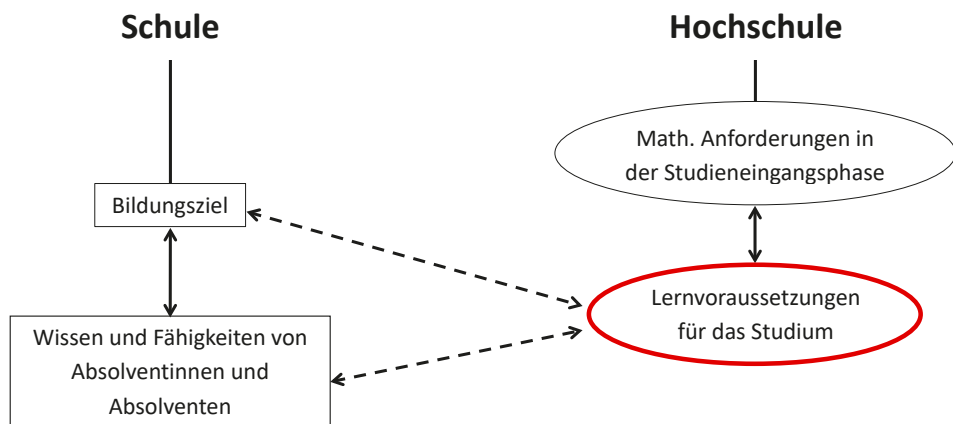 Schule
Hochschule
Math. Anforderungen in
der Studieneingangsphase
Bildungsziel
Lernvoraussetzungen
für das Studium
Wissen und Fähigkeiten von
Absolventinnen und
Absolventen